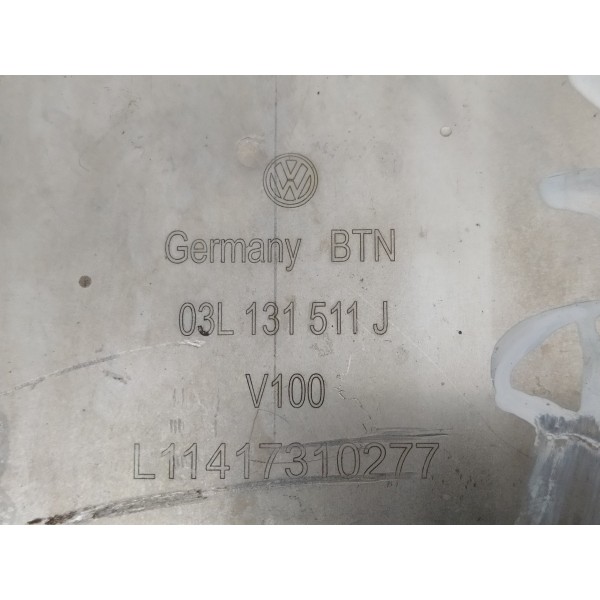 Germany BTN
03L 131 511 J
V100
L11417310277